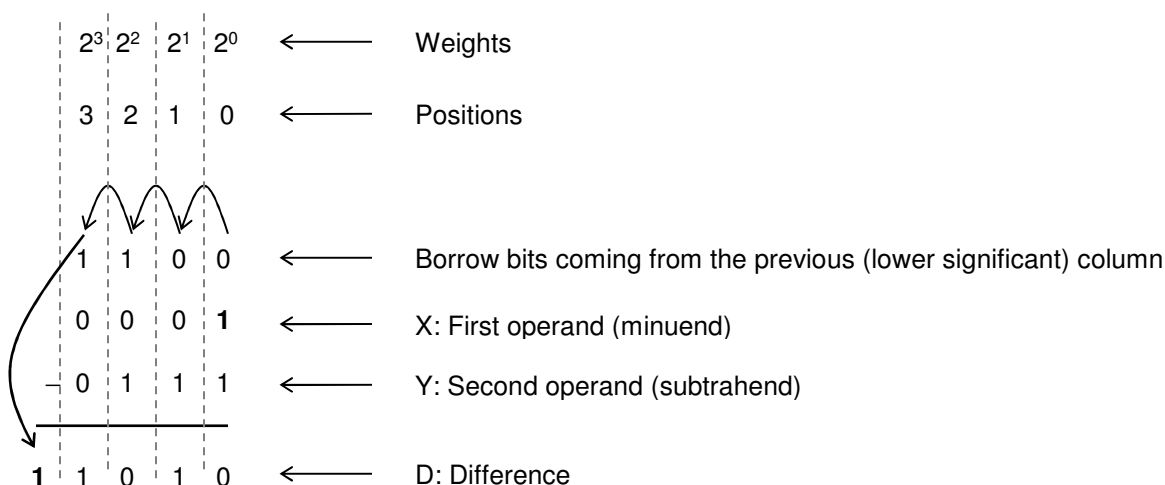 2³ 2² 2¹ 2⁰ Weights
3 2 1 0 Positions
1 1 0 0 Borrow bits coming from the previous (lower significant) column
0 0 0 1 X: First operand (minuend)
– 0 1 1 1 Y: Second operand (subtrahend)
1 1 0 1 0 D: Difference